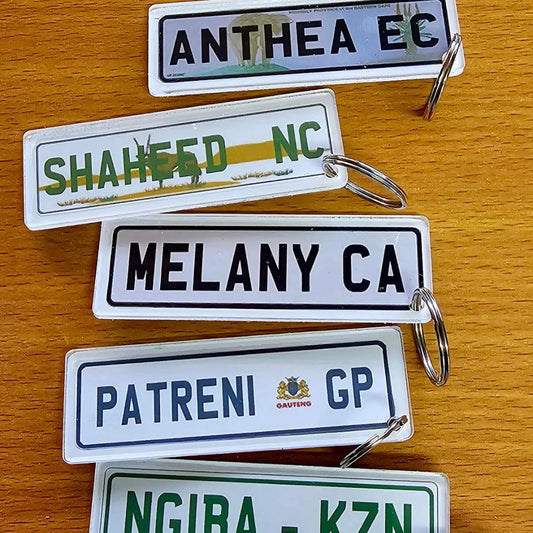 ANTHEA EC
SHAHEED NC
MELANY CA
PATRENI GAUTENG GP
NGIBA - KZN